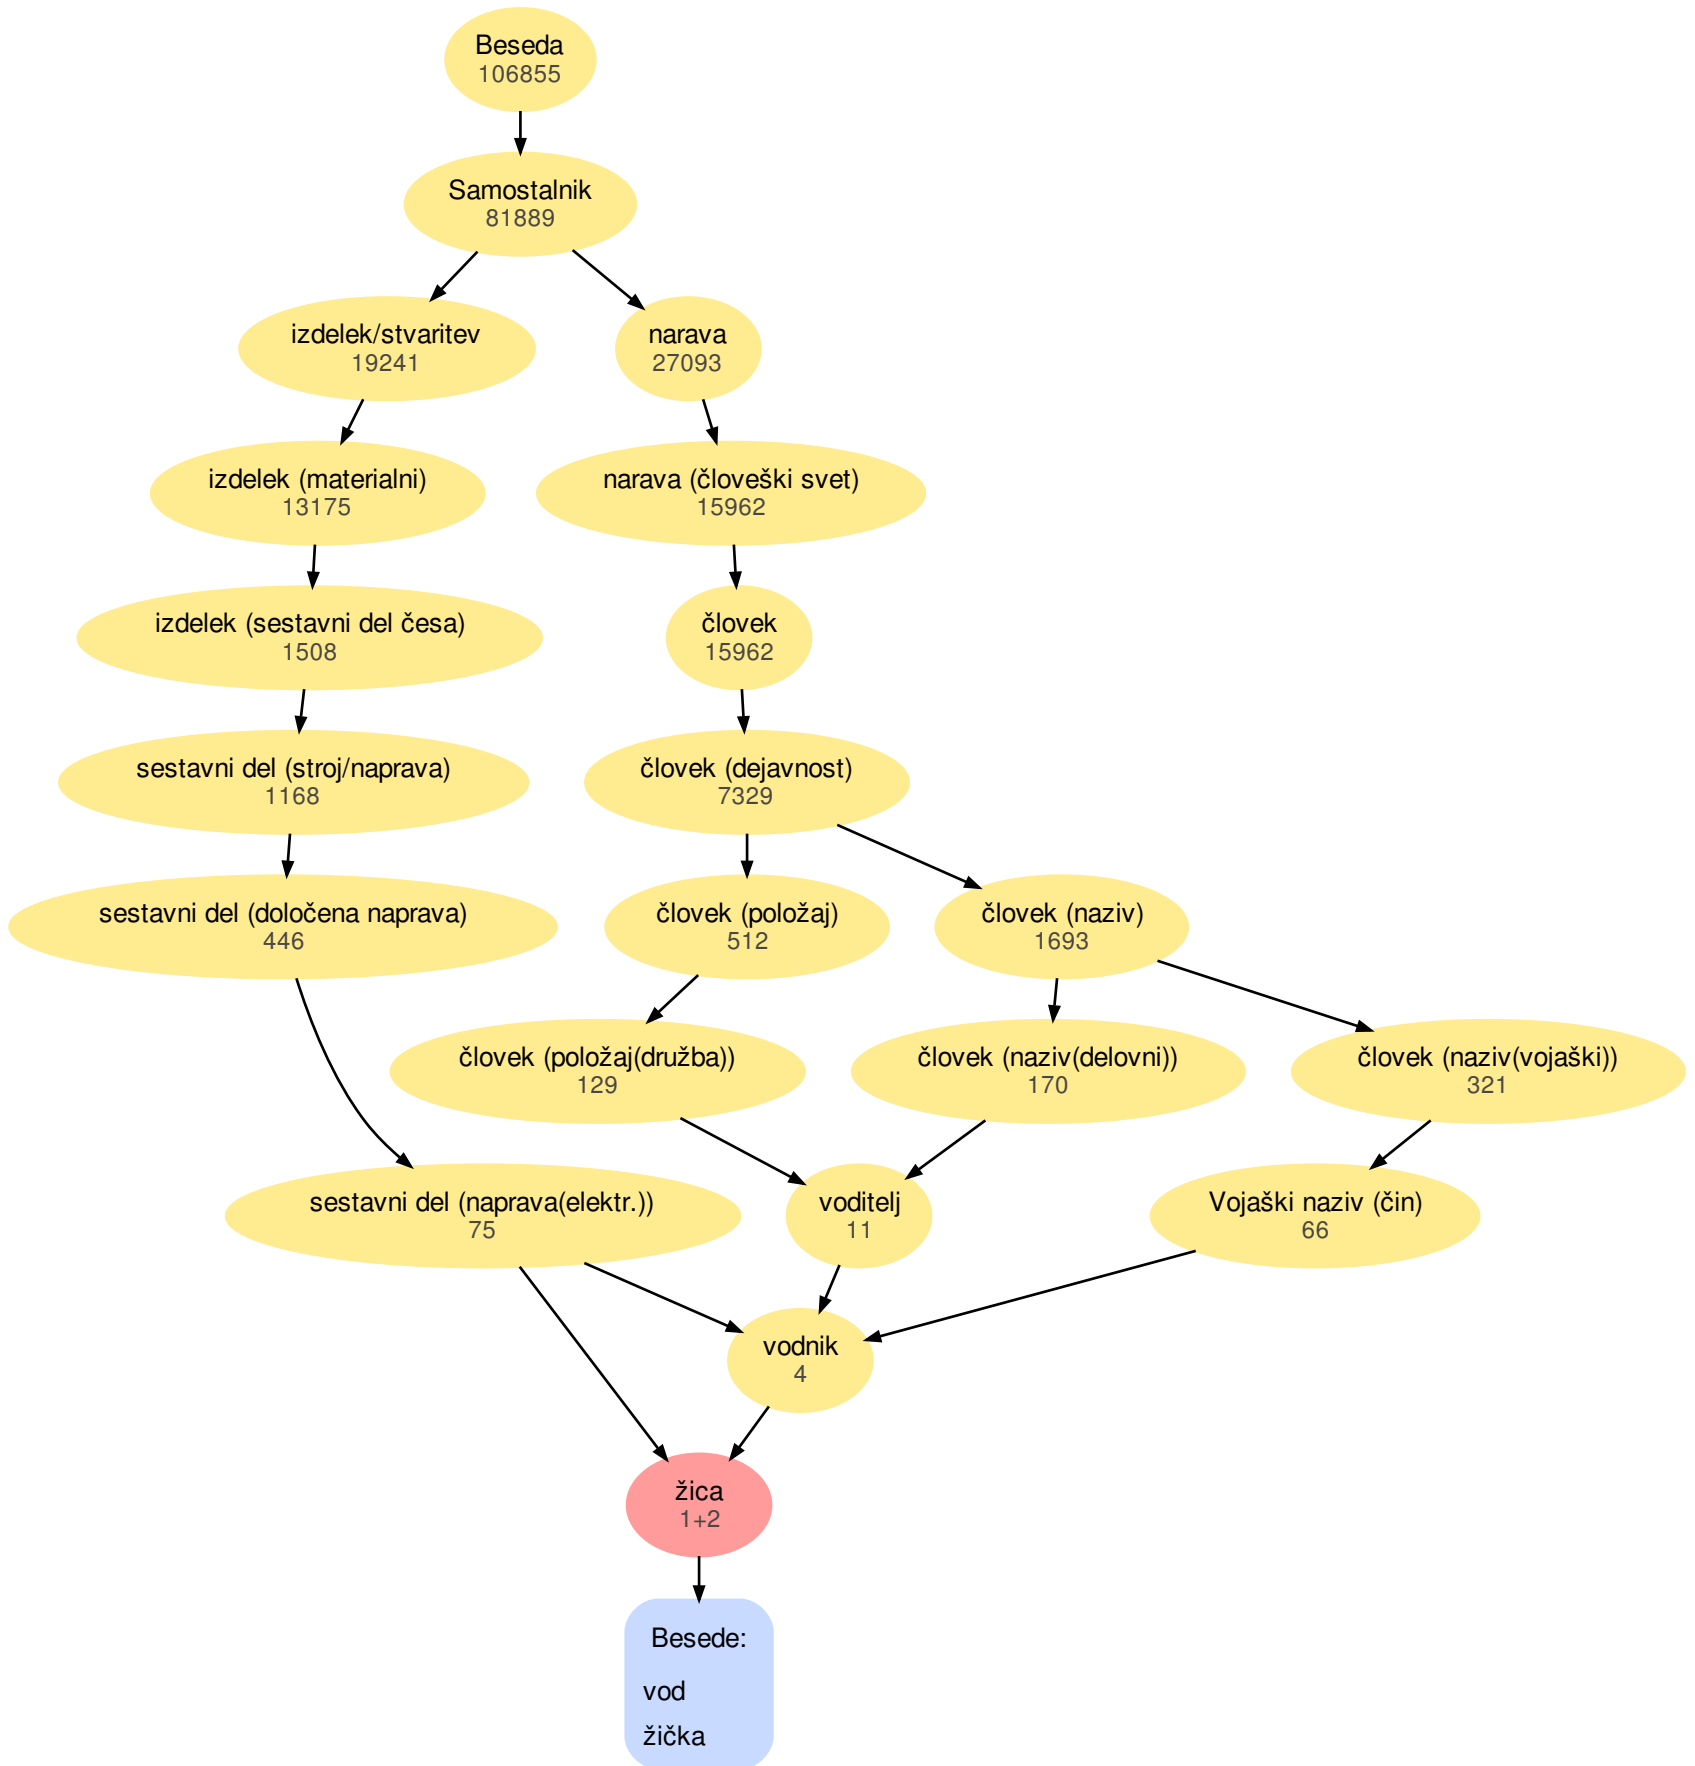 Beseda
106855
Samostalnik
81889
izdelek/stvaritev
19241
narava
27093
izdelek (materialni)
13175
narava (človeški svet)
15962
izdelek (sestavni del česa)
1508
človek
15962
sestavni del (stroj/naprava)
1168
človek (dejavnost)
7329
sestavni del (določena naprava)
446
človek (položaj)
512
človek (naziv)
1693
človek (položaj(družba))
129
človek (naziv(delovni))
170
človek (naziv(vojaški))
321
sestavni del (naprava(elektr.))
75
voditelj
11
Vojaški naziv (čin)
66
vodnik
4
žica
1+2
Besede:
vod
žička